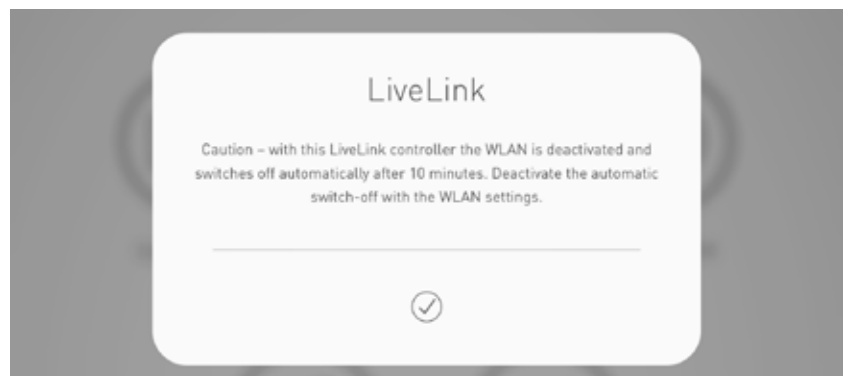 LiveLink
Caution – with this LiveLink controller the WLAN is deactivated and
switches off automatically after 10 minutes. Deactivate the automatic
switch-off with the WLAN settings.